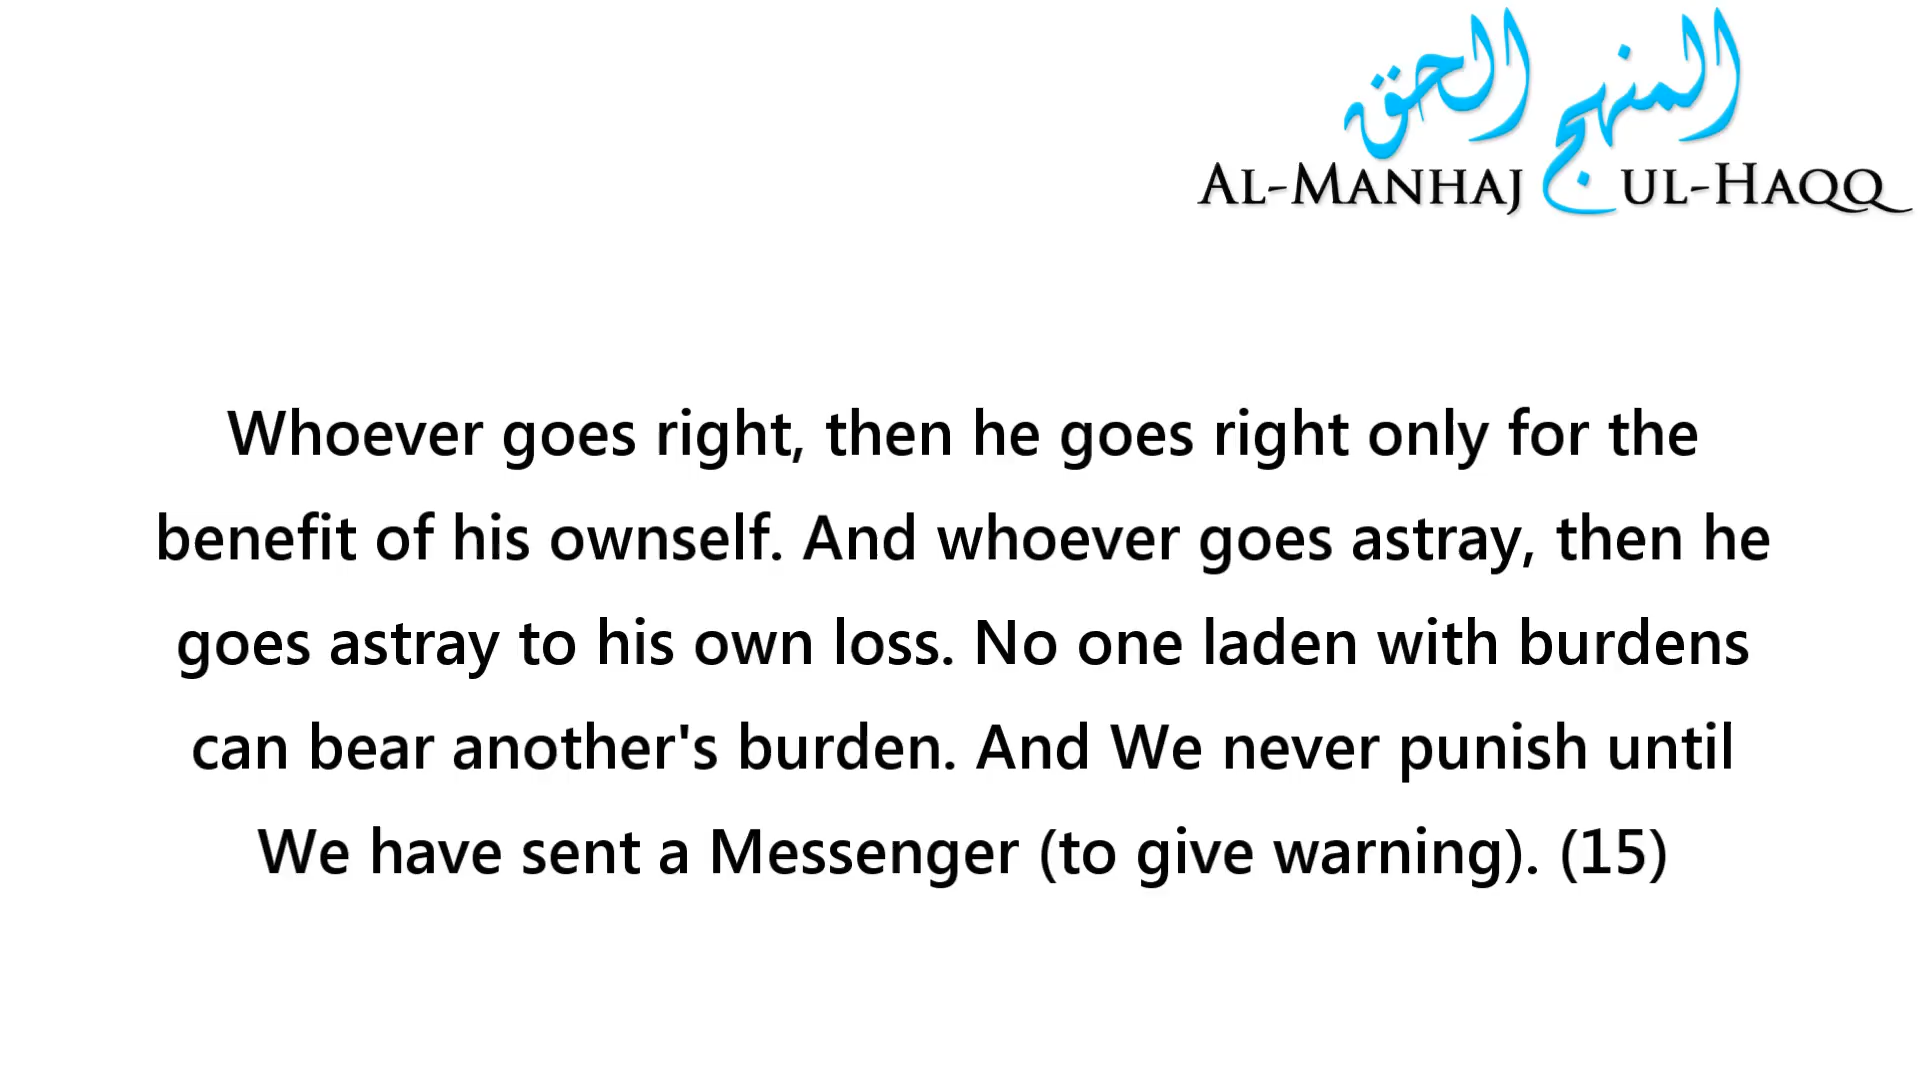 المنهج الحق
AL-MANHAJ UL-HAQQ
Whoever goes right, then he goes right only for the
benefit of his ownself. And whoever goes astray, then he
goes astray to his own loss. No one laden with burdens
can bear another's burden. And We never punish until
We have sent a Messenger (to give warning). (15)